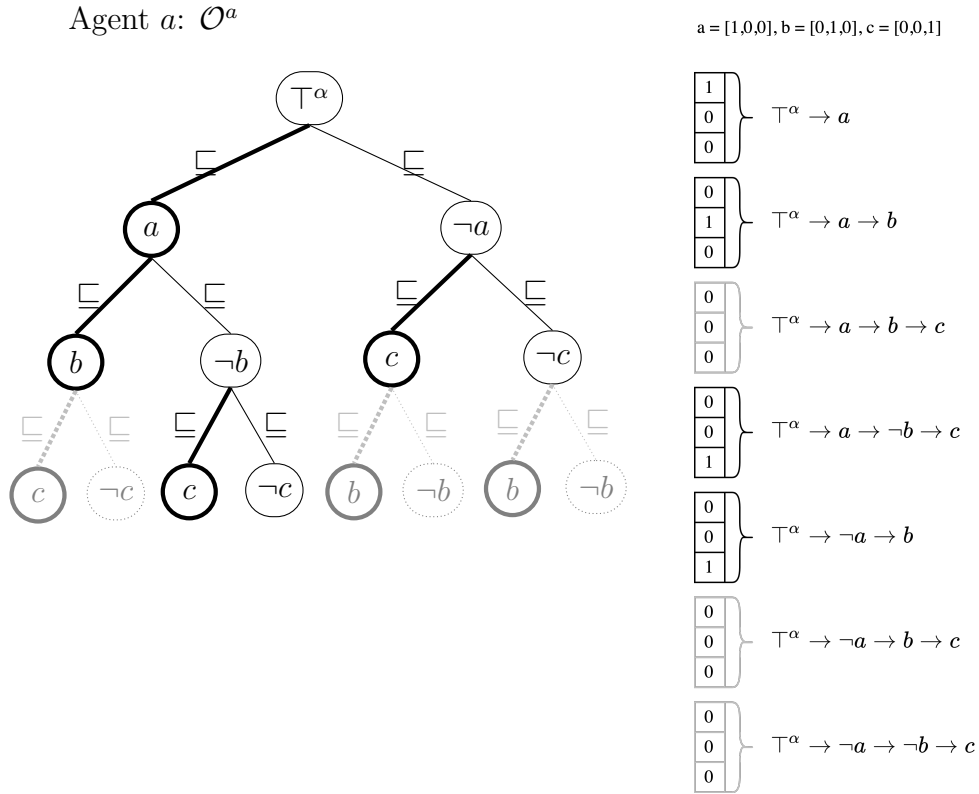 Agent a: 𝒪ᵃ
a = [1,0,0], b = [0,1,0], c = [0,0,1]
⊤ᵅ
⊑ ⊑
a ¬a
⊑ ⊑ ⊑ ⊑
b ¬b c ¬c
⊑ ⊑ ⊑ ⊑ ⊑ ⊑ ⊑ ⊑
c ¬c c ¬c b ¬b b ¬b
1
0
0
⊤ᵅ → a
0
1
0
⊤ᵅ → a → b
0
0
0
⊤ᵅ → a → b → c
0
0
1
⊤ᵅ → a → ¬b → c
0
0
1
⊤ᵅ → ¬a → b
0
0
0
⊤ᵅ → ¬a → b → c
0
0
0
⊤ᵅ → ¬a → ¬b → c